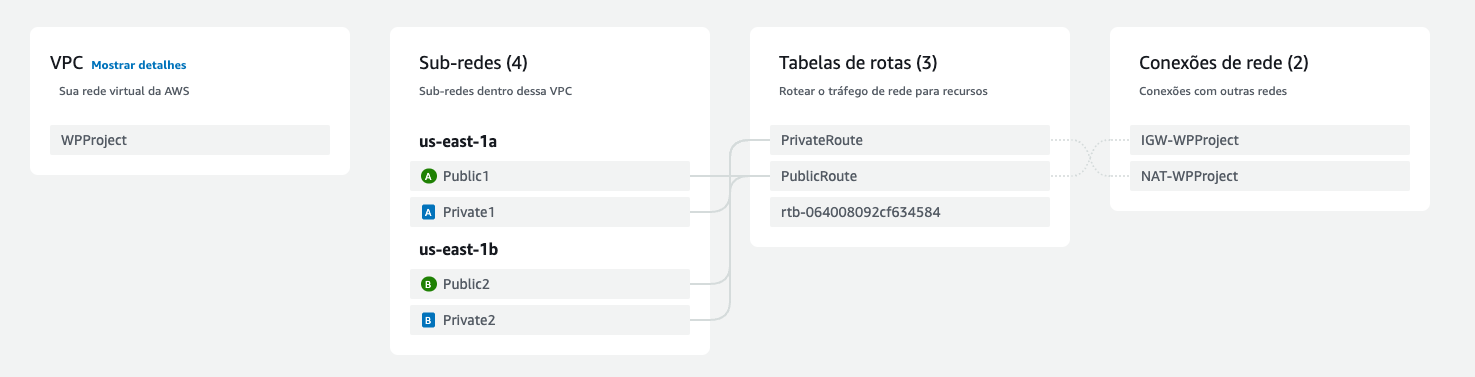 VPC Mostrar detalhes
Sua rede virtual da AWS
WPProject
Sub-redes (4)
Sub-redes dentro dessa VPC
us-east-1a
A Public1
A Private1
us-east-1b
B Public2
B Private2
Tabelas de rotas (3)
Rotear o tráfego de rede para recursos
PrivateRoute
PublicRoute
rtb-064008092cf634584
Conexões de rede (2)
Conexões com outras redes
IGW-WPProject
NAT-WPProject